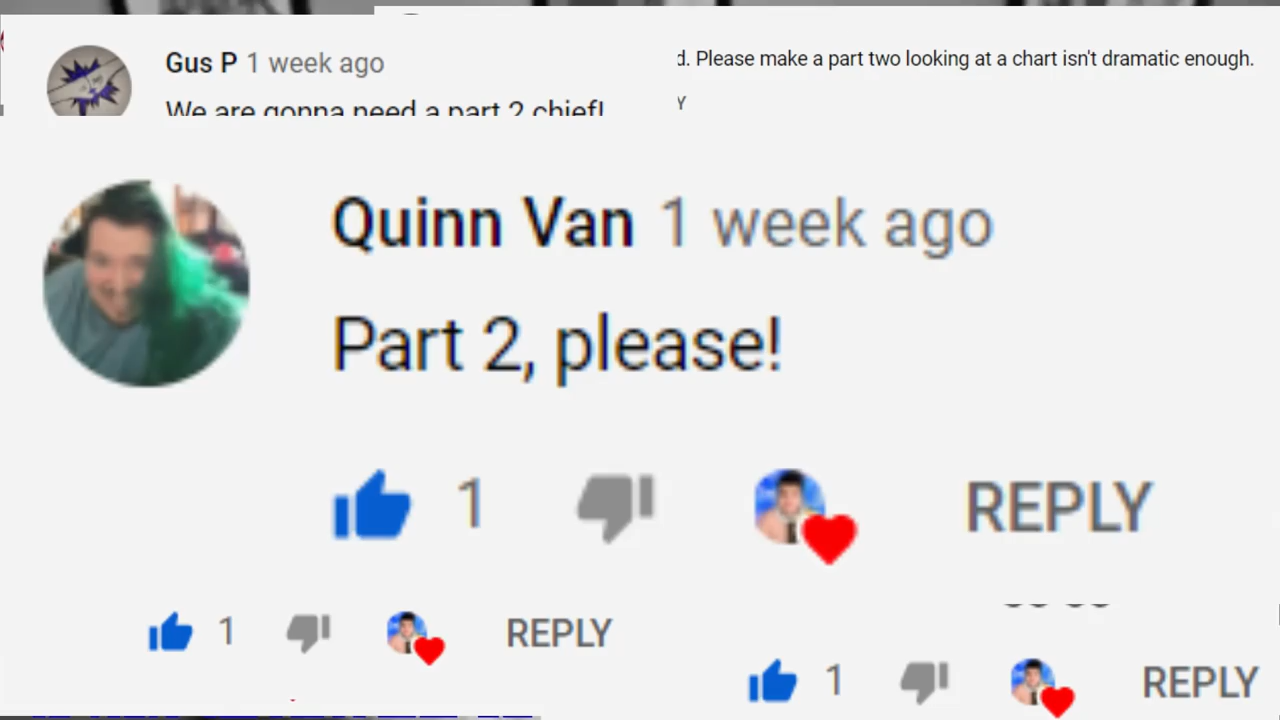 Gus P 1 week ago
We are gonna need a part 2 chief!
d. Please make a part two looking at a chart isn't dramatic enough.
Y
Quinn Van 1 week ago
Part 2, please!
1 REPLY
1 REPLY
1 REPLY